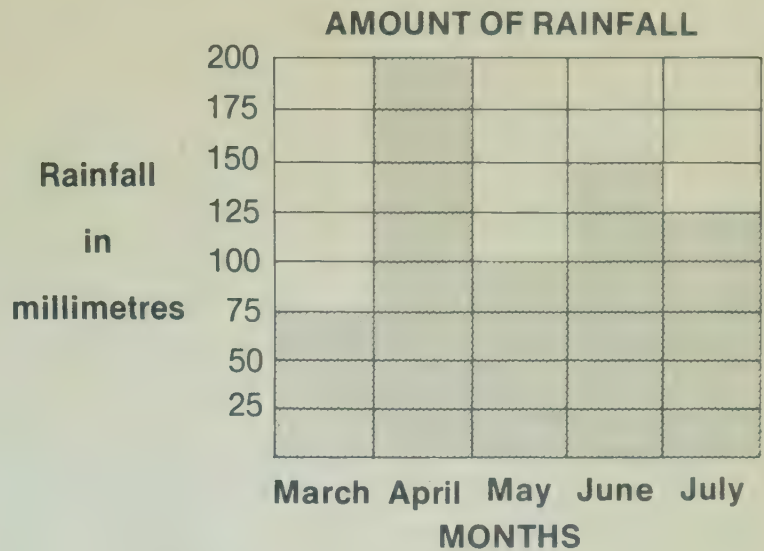 AMOUNT OF RAINFALL
200
175
150
125
100
75
50
25
Rainfall
in
millimetres
March April May June July
MONTHS